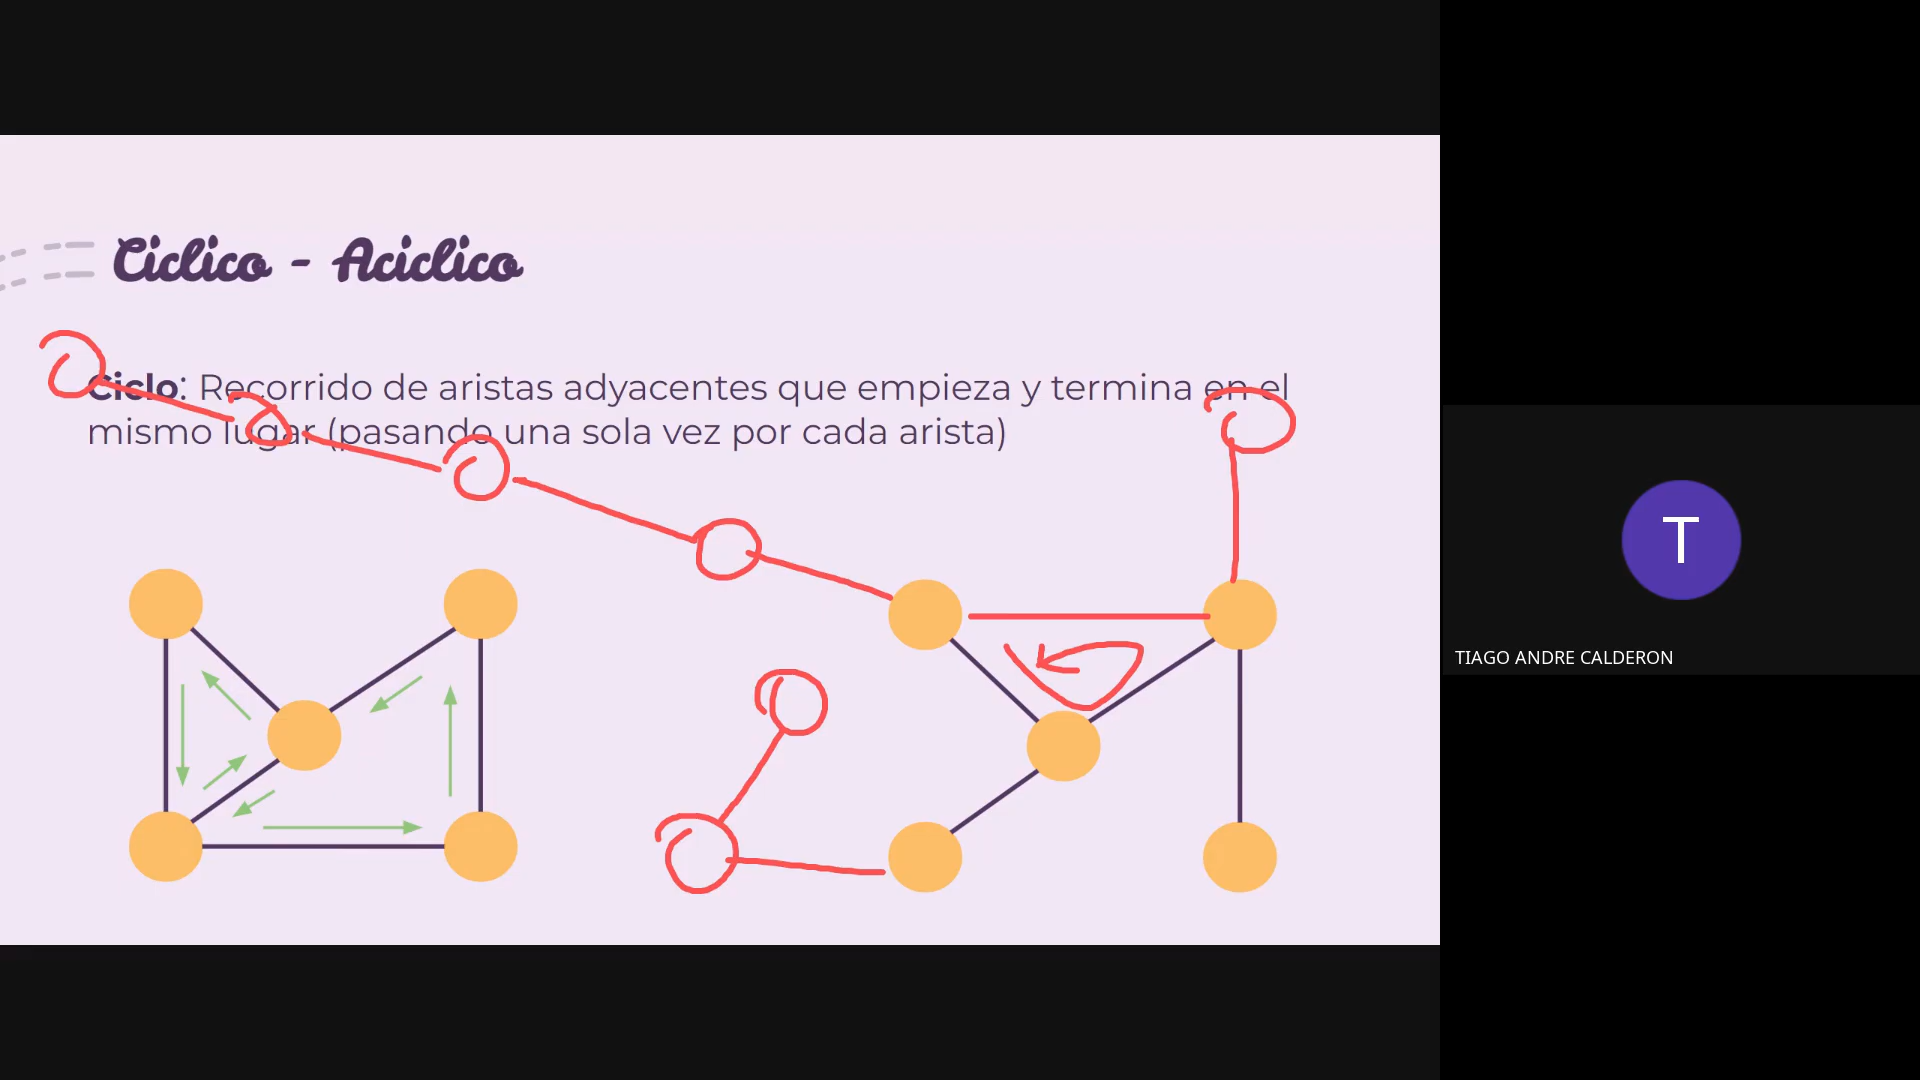 Ciclico - Aciclico
Ciclo: Recorrido de aristas adyacentes que empieza y termina en el
mismo lugar (pasando una sola vez por cada arista)
T
TIAGO ANDRE CALDERON